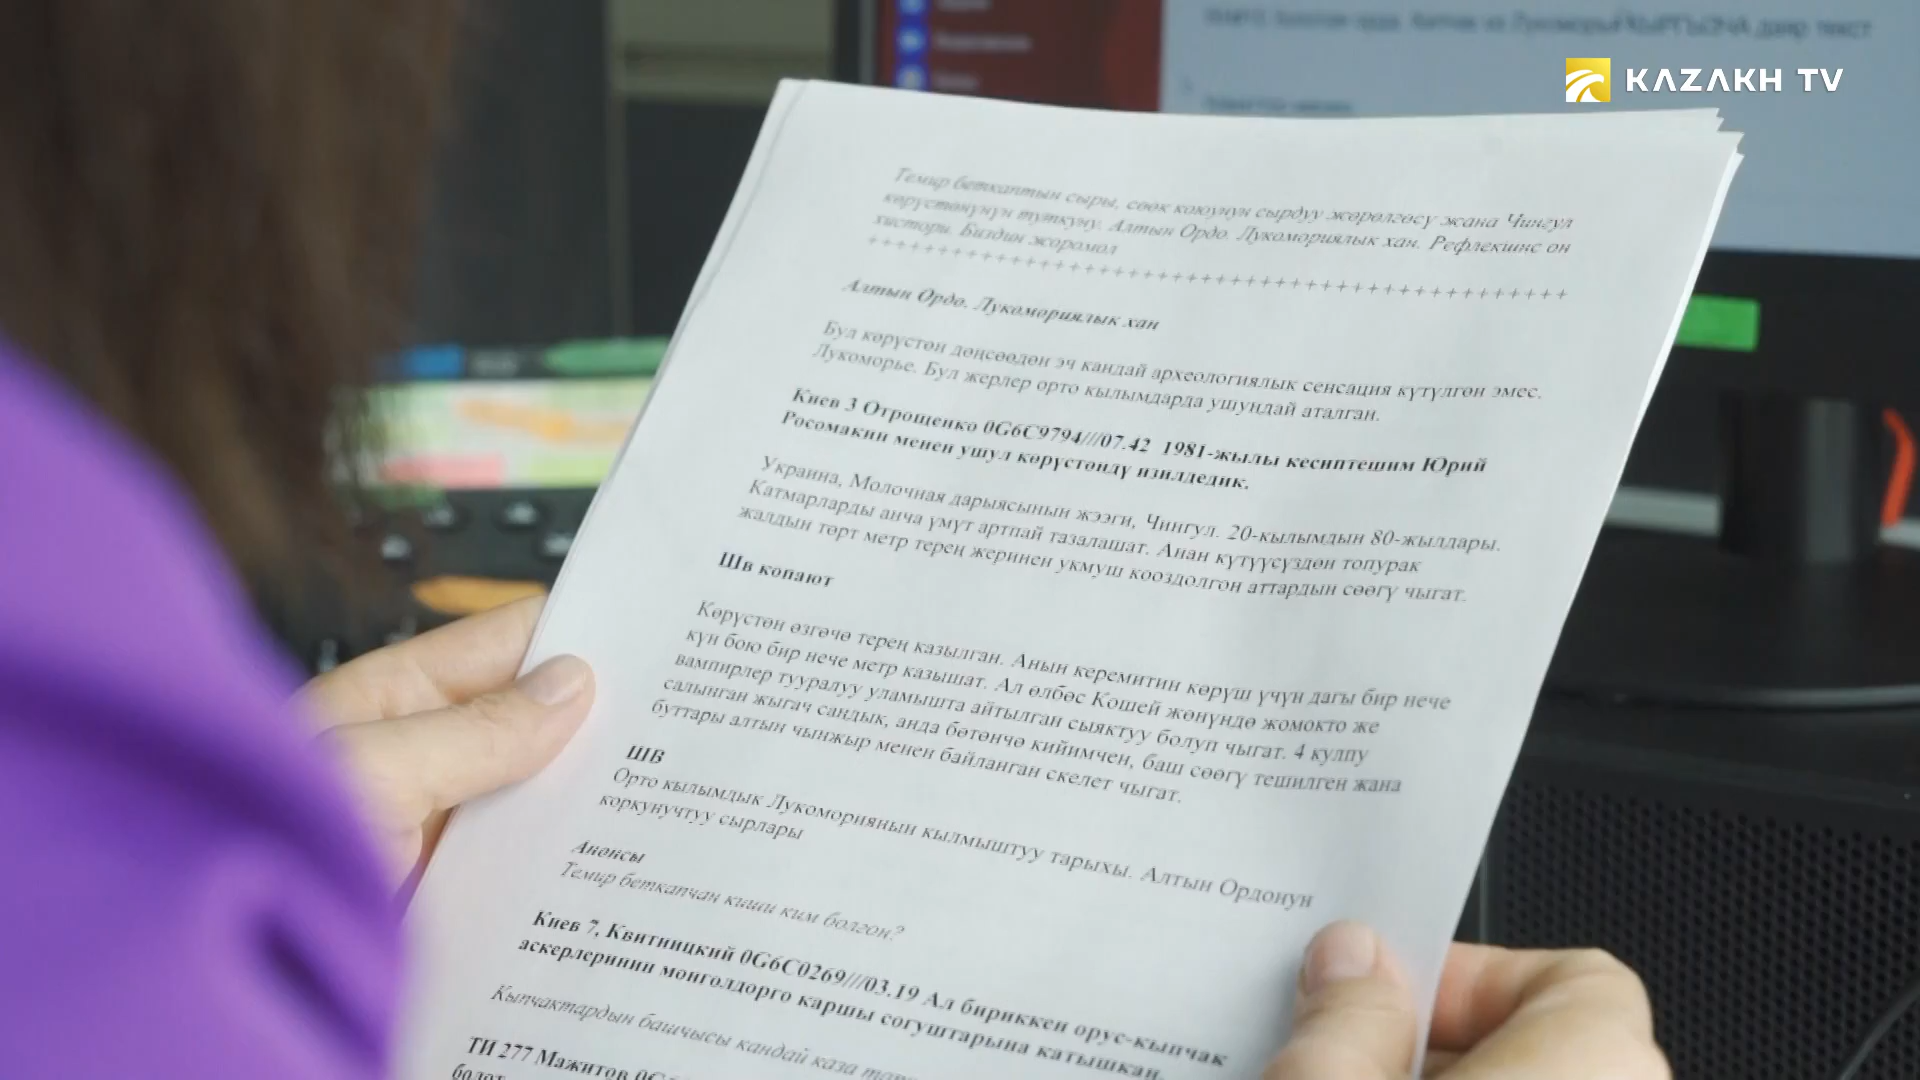 KAZAKH TV
Темир беткаптын сыры, сөөк коюунун сырдуу жөрөлгөсү жана Чингул
көрүстөнүнүн туткуну. Алтын Ордо. Лукомөриялык хан. Рефлекшнс он
хистори. Биздин жоромол
++++++++++++++++++++++++++++++++++++++++++++++++
Алтын Ордо. Лукомөриялык хан
Бул көрүстөн дөңсөөдөн эч кандай археологиялык сенсация күтүлгөн эмес.
Лукоморье. Бул жерлер орто кылымдарда ушундай аталган.
Киев 3 Отрощенко 0G6C9794///07.42 1981-жылы кесиптешим Юрий
Росомакин менен ушул көрүстөндү изилдедик.
Украина, Молочная дарыясынын жээги, Чингул. 20-кылымдын 80-жылдары.
Катмарларды анча үмүт артпай тазалашат. Анан күтүүсүздөн топурак
жалдын төрт метр терең жеринен укмуш кооздолгон аттардын сөөгү чыгат.
Шв копают
Көрүстөн өзгөчө терең казылган. Анын керемитин көрүш үчүн дагы бир нече
күн бою бир нече метр казышат. Ал өлбөс Кошей жөнүндө жомокто же
вампирлер тууралуу уламышта айтылган сыяктуу болуп чыгат. 4 кулпу
салынган жыгач сандык, анда бөтөнчө кийимчен, баш сөөгү тешилген жана
буттары алтын чынжыр менен байланган скелет чыгат.
ШВ
Орто кылымдык Лукомориянын кылмыштуу тарыхы. Алтын Ордонун
коркунучтуу сырлары
Анонсы
Темир беткапчан киши ким болгон?
Киев 7, Квитницкий 0G6C0269///03.19 Ал бириккен орус-кыпчак
аскерлеринин монголдорго каршы согуштарына катышкан.
Кыпчактардын башчысы кандай каза
ТИ 277 Мажитов